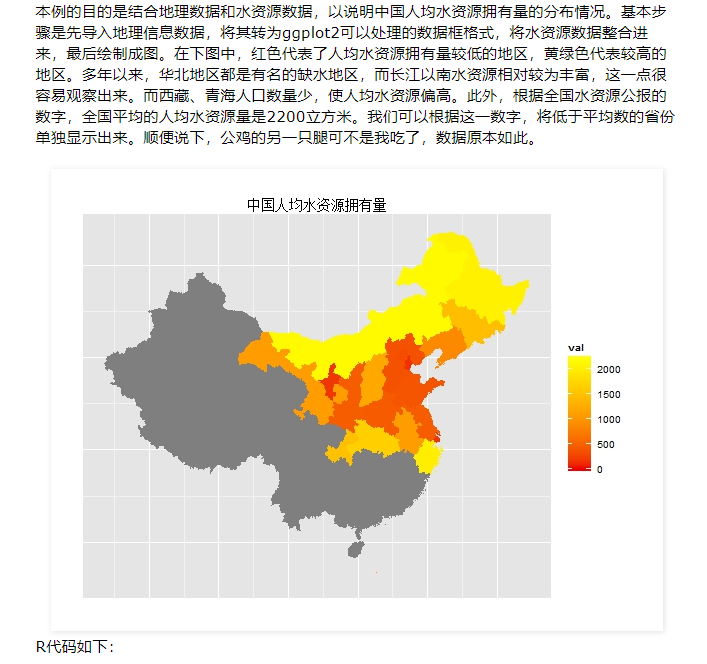 本例的目的是结合地理数据和水资源数据，以说明中国人均水资源拥有量的分布情况。基本步
骤是先导入地理信息数据，将其转为ggplot2可以处理的数据框格式，将水资源数据整合进
来，最后绘制成图。在下图中，红色代表了人均水资源拥有量较低的地区，黄绿色代表较高的
地区。多年以来，华北地区都是有名的缺水地区，而长江以南水资源相对较为丰富，这一点很
容易观察出来。而西藏、青海人口数量少，使人均水资源偏高。此外，根据全国水资源公报的
数字，全国平均的人均水资源量是2200立方米。我们可以根据这一数字，将低于平均数的省份
单独显示出来。顺便说下，公鸡的另一只腿可不是我吃了，数据原本如此。
中国人均水资源拥有量
val
2000
1500
1000
500
0
R代码如下：